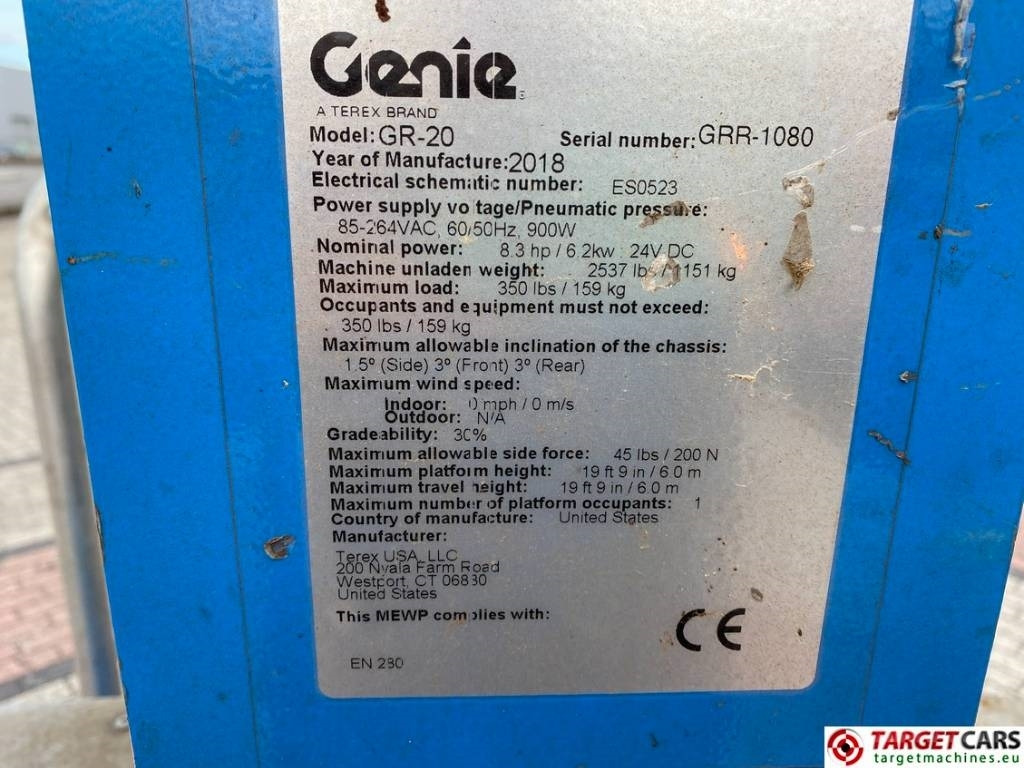 Genie
A TEREX BRAND
Model: GR-20 Serial number: GRR-1080
Year of Manufacture: 2018
Electrical schematic number: ES0523
Power supply vo tage/Pneumatic pressure:
85-264VAC, 60/50Hz, 900W
Nominal power: 8.3 hp / 6.2kw 24V DC
Machine unladen weight: 2537 lbs / 1151 kg
Maximum load: 350 lbs / 159 kg
Occupants and equipment must not exceed:
350 lbs / 159 kg
Maximum allowable inclination of the chassis:
1.5º (Side) 3º (Front) 3º (Rear)
Maximum wind speed:
Indoor: 0 mph / 0 m/s
Outdoor: N/A
Gradeability: 30%
Maximum allowable side force: 45 lbs / 200 N
Maximum platform height: 19 ft 9 in / 6.0 m
Maximum travel height: 19 ft 9 in / 6.0 m
Maximum number of platform occupants: 1
Country of manufacture: United States
Manufacturer:
Terex USA, LLC
200 Nyala Farm Road
Westport, CT 06880
United States
This MEWP complies with:
CE
EN 280
TARGETCARS
targetmachines.eu